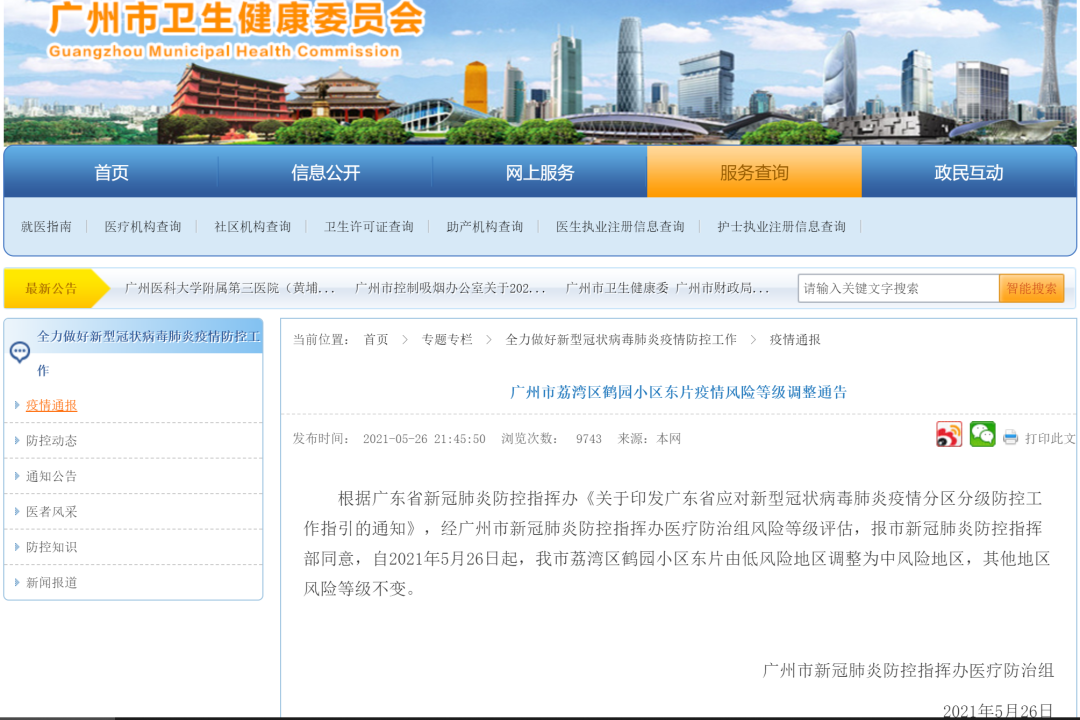 广州市卫生健康委员会
Guangzhou Municipal Health Commission
首页 信息公开 网上服务 服务查询 政民互动
就医指南 医疗机构查询 社区机构查询 卫生许可证查询 助产机构查询 医生执业注册信息查询 护士执业注册信息查询
最新公告 广州医科大学附属第三医院（黄埔... 广州市控制吸烟办公室关于202... 广州市卫生健康委 广州市财政局... 请输入关键文字搜索 智能搜索
全力做好新型冠状病毒肺炎疫情防控工
作
疫情通报
防控动态
通知公告
医者风采
防控知识
新闻报道
当前位置： 首页 > 专题专栏 > 全力做好新型冠状病毒肺炎疫情防控工作 > 疫情通报
广州市荔湾区鹤园小区东片疫情风险等级调整通告
发布时间： 2021-05-26 21:45:50 浏览次数： 9743 来源：本网 打印此文
根据广东省新冠肺炎防控指挥办《关于印发广东省应对新型冠状病毒肺炎疫情分区分级防控工
作指引的通知》，经广州市新冠肺炎防控指挥办医疗防治组风险等级评估，报市新冠肺炎防控指挥
部同意，自2021年5月26日起，我市荔湾区鹤园小区东片由低风险地区调整为中风险地区，其他地区
风险等级不变。
广州市新冠肺炎防控指挥办医疗防治组
2021年5月26日